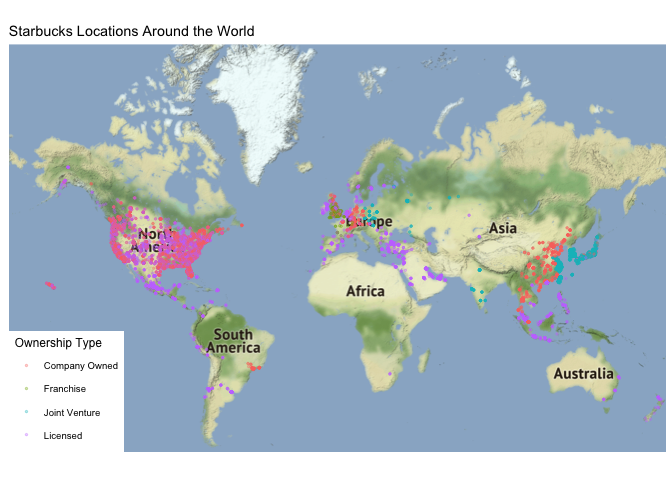 Starbucks Locations Around the World
North
America
Europe
Asia
Africa
South
America
Australia
Ownership Type
Company Owned
Franchise
Joint Venture
Licensed